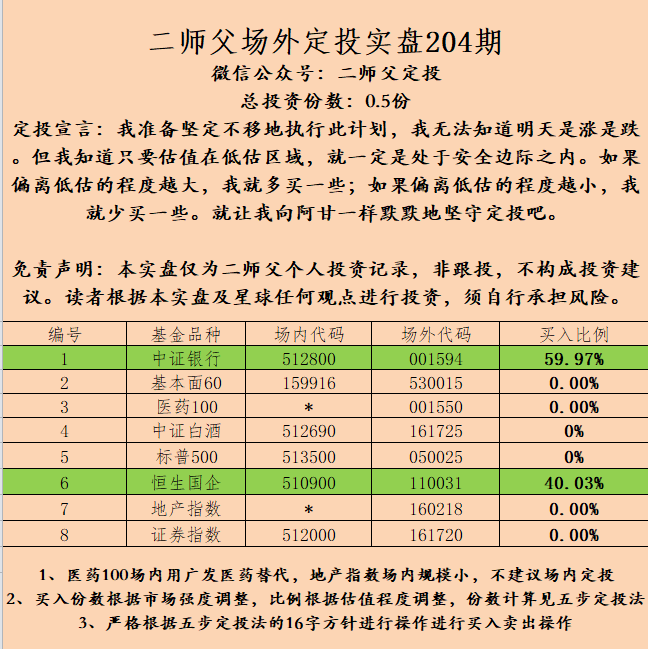 二师父场外定投实盘204期
微信公众号：二师父定投
总投资份数：0.5份
定投宣言：我准备坚定不移地执行此计划，我无法知道明天是涨是跌
。但我知道只要估值在低估区域，就一定是处于安全边际之内。如果
偏离低估的程度越大，我就多买一些；如果偏离低估的程度越小，我
就少买一些。就让我向阿甘一样默默地坚守定投吧。
免责声明：本实盘仅为二师父个人投资记录，非跟投，不构成投资建
议。读者根据本实盘及星球任何观点进行投资，须自行承担风险。
编号 基金品种 场内代码 场外代码 买入比例
1 中证银行 512800 001594 59.97%
2 基本面60 159916 530015 0.00%
3 医药100 * 001550 0.00%
4 中证白酒 512690 161725 0%
5 标普500 513500 050025 0%
6 恒生国企 510900 110031 40.03%
7 地产指数 * 160218 0.00%
8 证券指数 512000 161720 0.00%
1、医药100场内用广发医药替代，地产指数场内规模小，不建议场内定投
2、买入份数根据市场强度调整，比例根据估值程度调整，份数计算见五步定投法
3、严格根据五步定投法的16字方针进行操作进行买入卖出操作